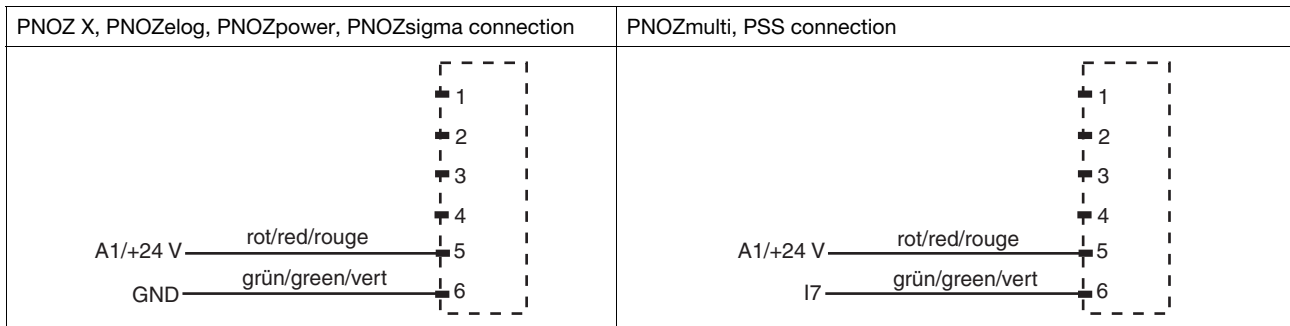 PNOZ X, PNOZelog, PNOZpower, PNOZsigma connection
1
2
3
4
A1/+24 V rot/red/rouge 5
GND grün/green/vert 6
PNOZmulti, PSS connection
1
2
3
4
A1/+24 V rot/red/rouge 5
I7 grün/green/vert 6